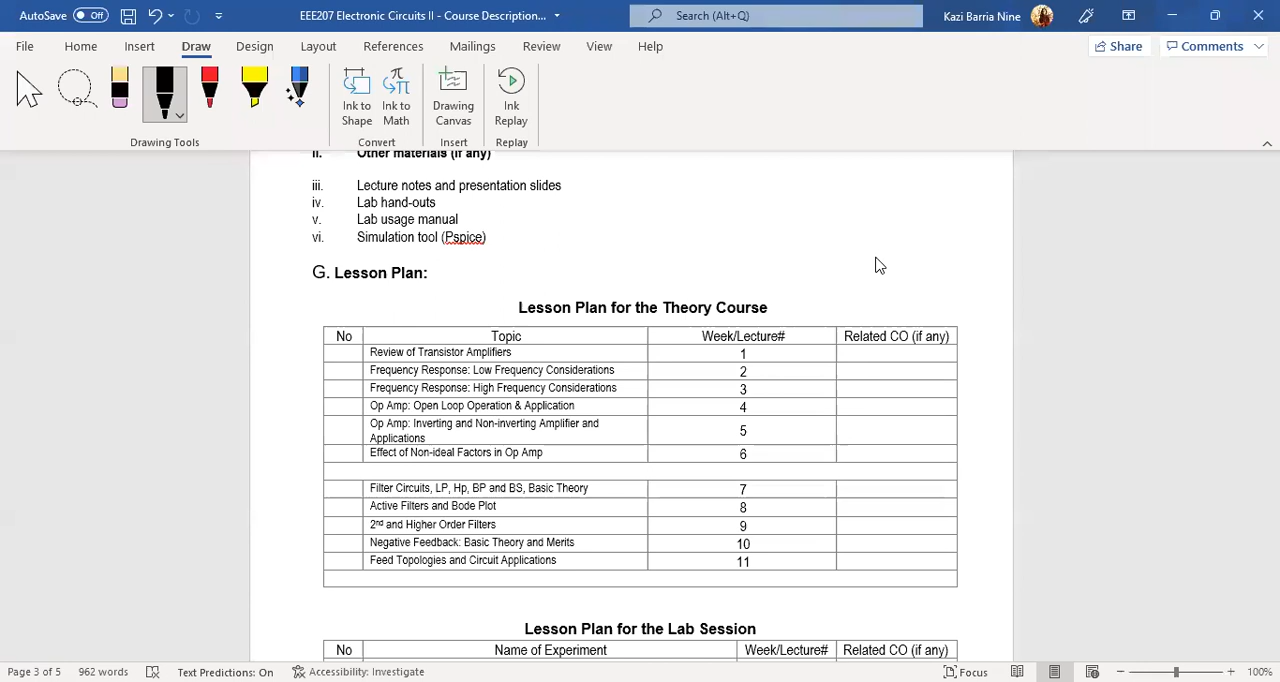 AutoSave Off EEE207 Electronic Circuits II - Course Description... Search (Alt+Q) Kazi Barria Nine
File Home Insert Draw Design Layout References Mailings Review View Help Share Comments
Ink to Shape Ink to Math Drawing Canvas Ink Replay
Drawing Tools Convert Insert Replay
ii. Other materials (if any)
iii. Lecture notes and presentation slides
iv. Lab hand-outs
v. Lab usage manual
vi. Simulation tool (Pspice)
G. Lesson Plan:
Lesson Plan for the Theory Course
No Topic Week/Lecture# Related CO (if any)
Review of Transistor Amplifiers 1
Frequency Response: Low Frequency Considerations 2
Frequency Response: High Frequency Considerations 3
Op Amp: Open Loop Operation & Application 4
Op Amp: Inverting and Non-inverting Amplifier and
Applications 5
Effect of Non-ideal Factors in Op Amp 6
Filter Circuits, LP, Hp, BP and BS, Basic Theory 7
Active Filters and Bode Plot 8
2nd and Higher Order Filters 9
Negative Feedback: Basic Theory and Merits 10
Feed Topologies and Circuit Applications 11
Lesson Plan for the Lab Session
No Name of Experiment Week/Lecture# Related CO (if any)
Page 3 of 5 962 words Text Predictions: On Accessibility: Investigate Focus 100%